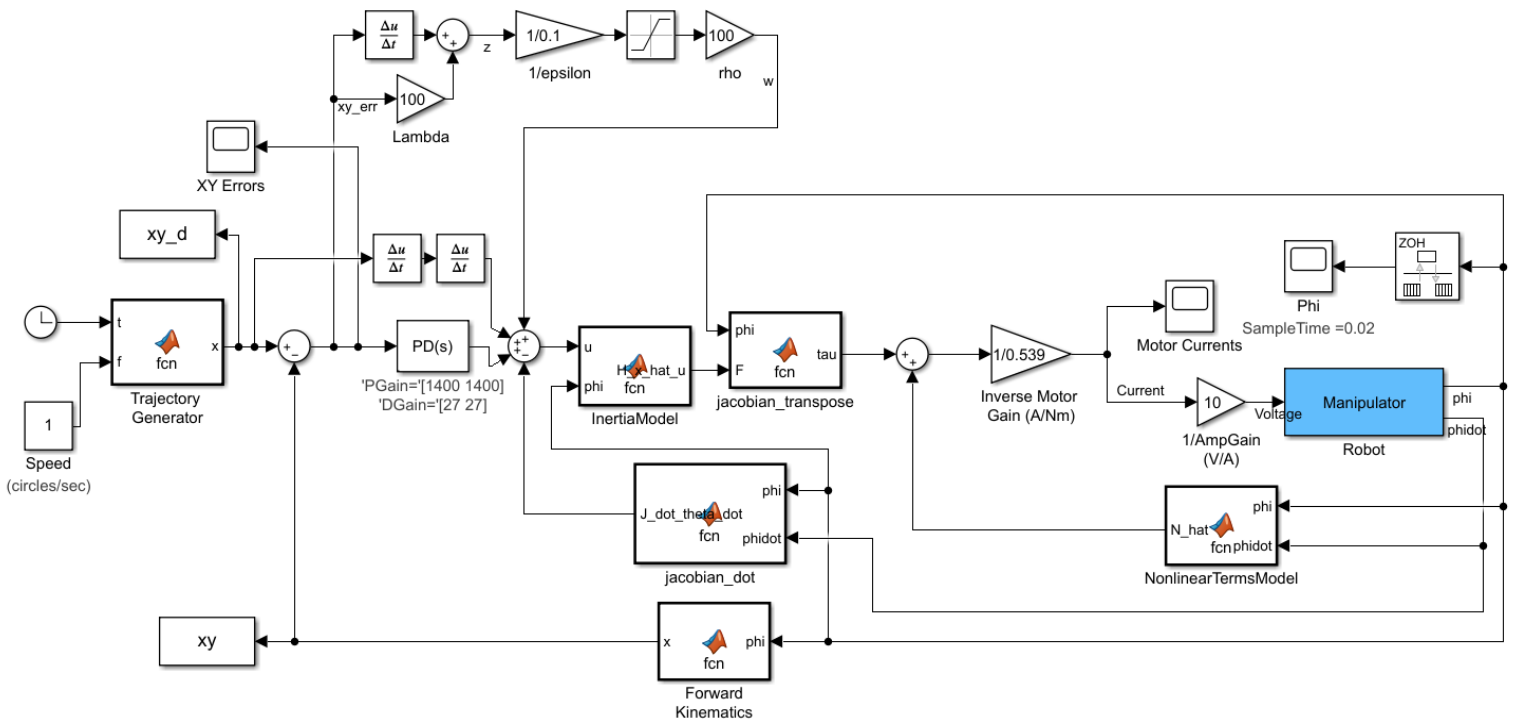 Δu
Δt
+
+
z
1/0.1
1/epsilon
100
rho
w
xy_err
100
Lambda
XY Errors
xy_d
Δu
Δt
Δu
Δt
ZOH
Phi
SampleTime =0.02
t
f
x
fcn
Trajectory
Generator
1
Speed
(circles/sec)
+
−
PD(s)
'PGain='[1400 1400]
'DGain='[27 27]
+
+
+
+
u
phi
H_x_hat_u
fcn
InertiaModel
phi
F
tau
fcn
jacobian_transpose
+
+
1/0.539
Inverse Motor
Gain (A/Nm)
Motor Currents
Current
10
1/AmpGain
(V/A)
Voltage
Manipulator
Robot
phi
phidot
phi
J_dot_theta_dot
phidot
fcn
jacobian_dot
phi
N_hat
phidot
fcn
NonlinearTermsModel
xy
x
phi
fcn
Forward
Kinematics